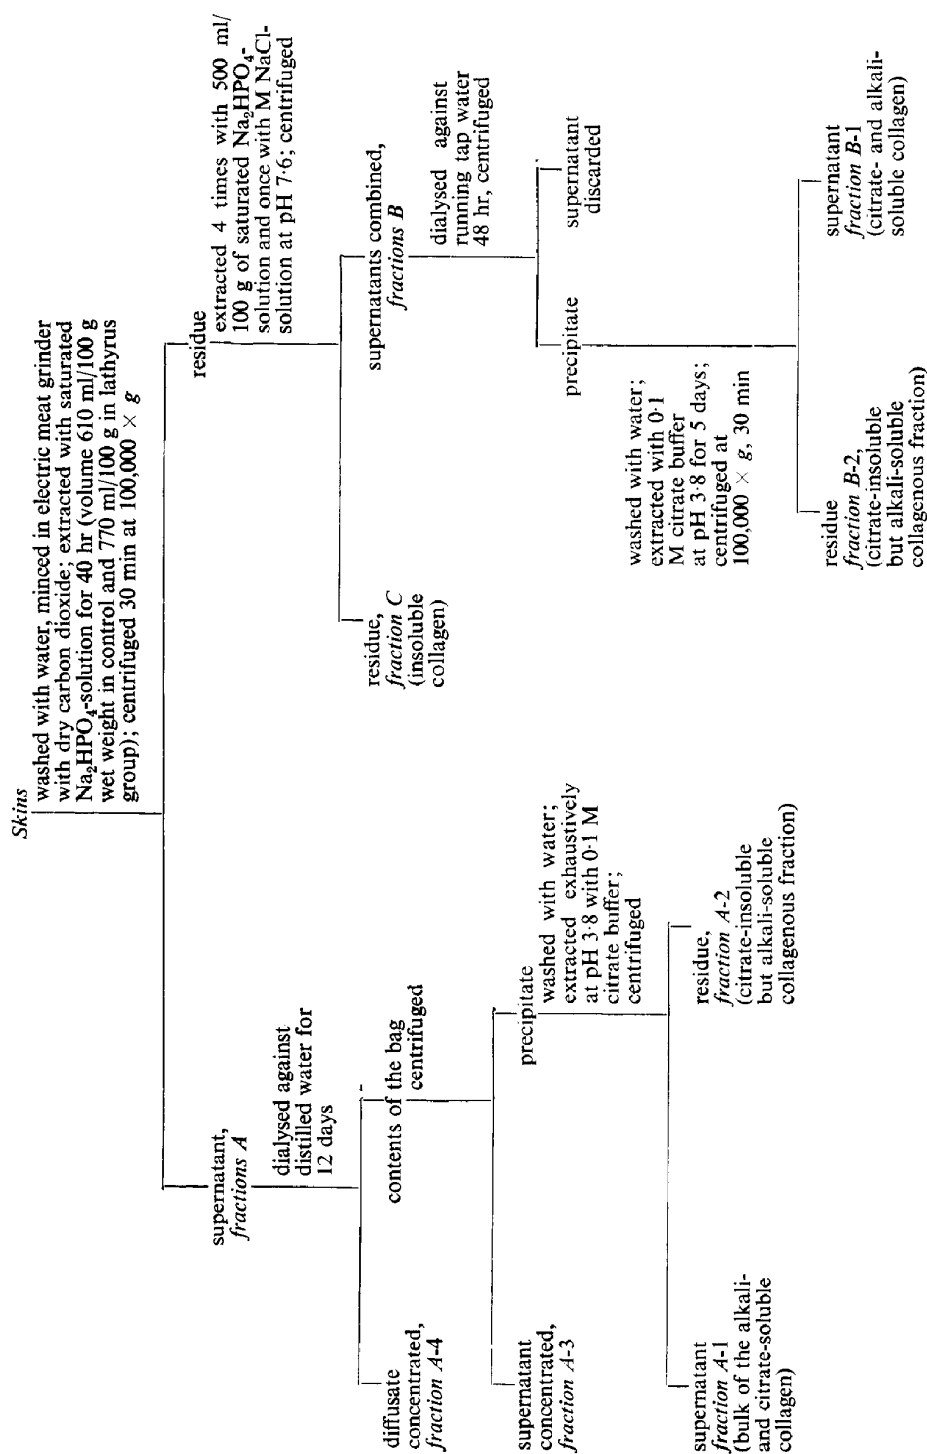 Skins
washed with water, minced in electric meat grinder
with dry carbon dioxide; extracted with saturated
Na₂HPO₄-solution for 40 hr (volume 610 ml/100 g
wet weight in control and 770 ml/100 g in lathyrus
group); centrifuged 30 min at 100,000 × g
supernatant,
fractions A
dialysed against
distilled water for
12 days
diffusate
concentrated,
fraction A-4
contents of the bag
centrifuged
supernatant
concentrated,
fraction A-3
precipitate
washed with water;
extracted exhaustively
at pH 3·8 with 0·1 M
citrate buffer;
centrifuged
supernatant
fraction A-1
(bulk of the alkali-
and citrate-soluble
collagen)
residue,
fraction A-2
(citrate-insoluble
but alkali-soluble
collagenous fraction)
residue
extracted 4 times with 500 ml/
100 g of saturated Na₂HPO₄-
solution and once with M NaCl-
solution at pH 7·6; centrifuged
residue,
fraction C
(insoluble
collagen)
supernatants combined,
fractions B
dialysed against
running tap water
48 hr, centrifuged
precipitate
supernatant
discarded
washed with water;
extracted with 0·1
M citrate buffer
at pH 3·8 for 5 days;
centrifuged at
100,000 × g, 30 min
residue
fraction B-2,
(citrate-insoluble
but alkali-soluble
collagenous fraction)
supernatant
fraction B-1
(citrate- and alkali-
soluble collagen)